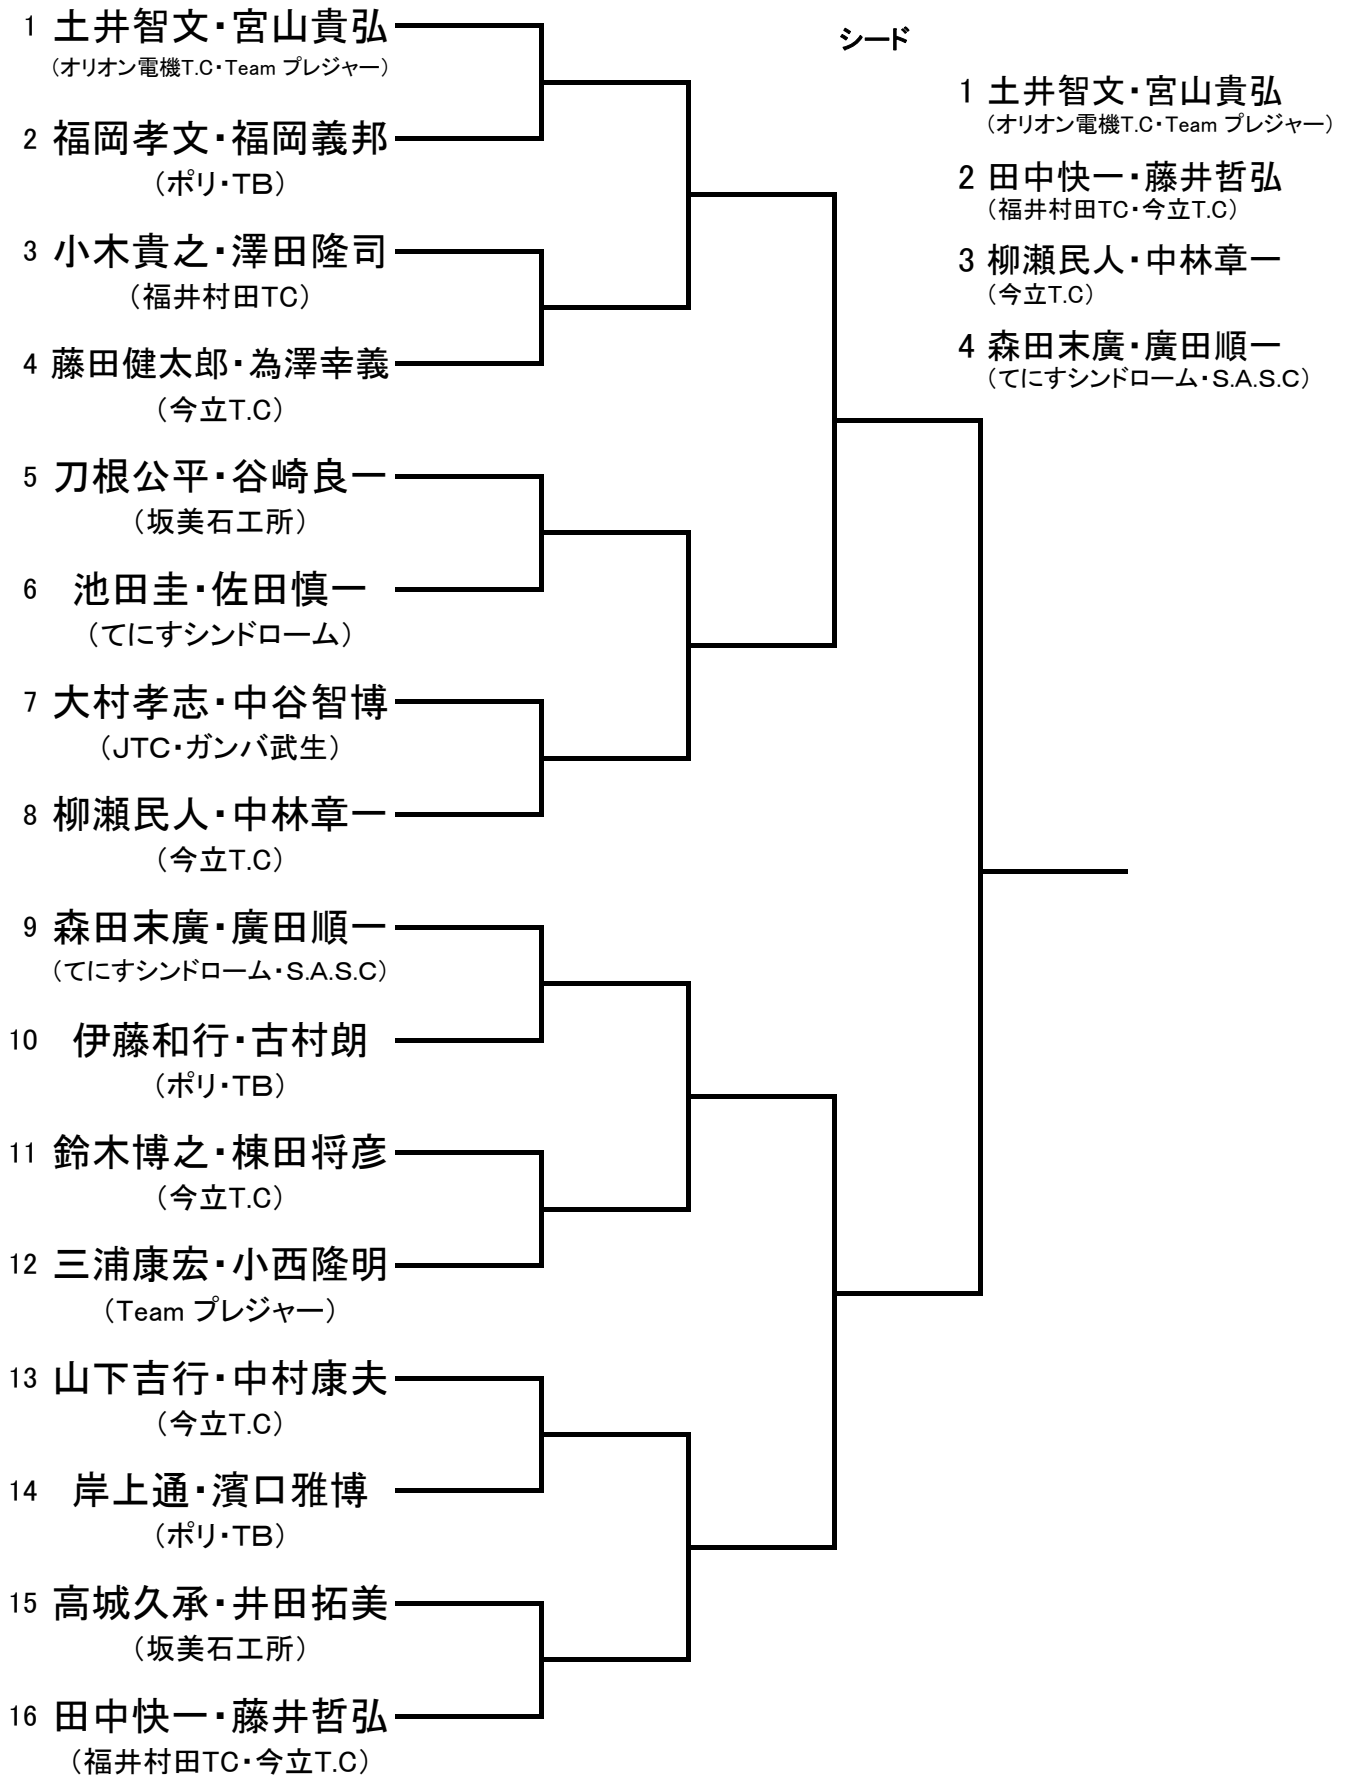 1 土井智文・宮山貴弘
(オリオン電機T.C・Team プレジャー)
2 福岡孝文・福岡義邦
(ポリ・TB)
3 小木貴之・澤田隆司
(福井村田TC)
4 藤田健太郎・為澤幸義
(今立T.C)
5 刀根公平・谷崎良一
(坂美石工所)
6 池田圭・佐田慎一
(てにすシンドローム)
7 大村孝志・中谷智博
(JTC・ガンバ武生)
8 柳瀬民人・中林章一
(今立T.C)
9 森田末廣・廣田順一
(てにすシンドローム・S.A.S.C)
10 伊藤和行・古村朗
(ポリ・TB)
11 鈴木博之・棟田将彦
(今立T.C)
12 三浦康宏・小西隆明
(Team プレジャー)
13 山下吉行・中村康夫
(今立T.C)
14 岸上通・濱口雅博
(ポリ・TB)
15 高城久承・井田拓美
(坂美石工所)
16 田中快一・藤井哲弘
(福井村田TC・今立T.C)
シード
1 土井智文・宮山貴弘
(オリオン電機T.C・Team プレジャー)
2 田中快一・藤井哲弘
(福井村田TC・今立T.C)
3 柳瀬民人・中林章一
(今立T.C)
4 森田末廣・廣田順一
(てにすシンドローム・S.A.S.C)